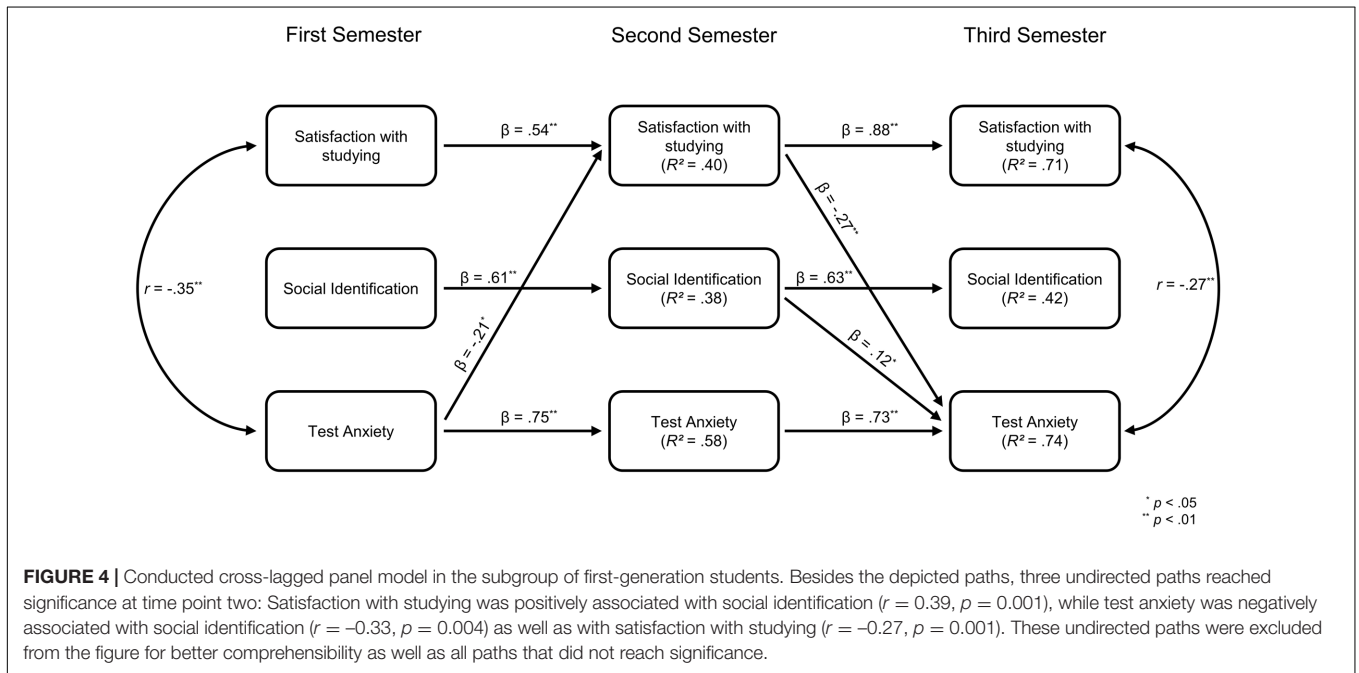 First Semester
Second Semester
Third Semester
Satisfaction with
studying
β = .54**
Satisfaction with
studying
(R² = .40)
β = .88**
Satisfaction with
studying
(R² = .71)
β = -.27**
r = -.35**
Social Identification
β = .61**
Social Identification
(R² = .38)
β = .63**
Social Identification
(R² = .42)
r = -.27**
β = -.21*
β = .12*
Test Anxiety
β = .75**
Test Anxiety
(R² = .58)
β = .73**
Test Anxiety
(R² = .74)
* p < .05
** p < .01
FIGURE 4 | Conducted cross-lagged panel model in the subgroup of first-generation students. Besides the depicted paths, three undirected paths reached
significance at time point two: Satisfaction with studying was positively associated with social identification (r = 0.39, p = 0.001), while test anxiety was negatively
associated with social identification (r = –0.33, p = 0.004) as well as with satisfaction with studying (r = –0.27, p = 0.001). These undirected paths were excluded
from the figure for better comprehensibility as well as all paths that did not reach significance.